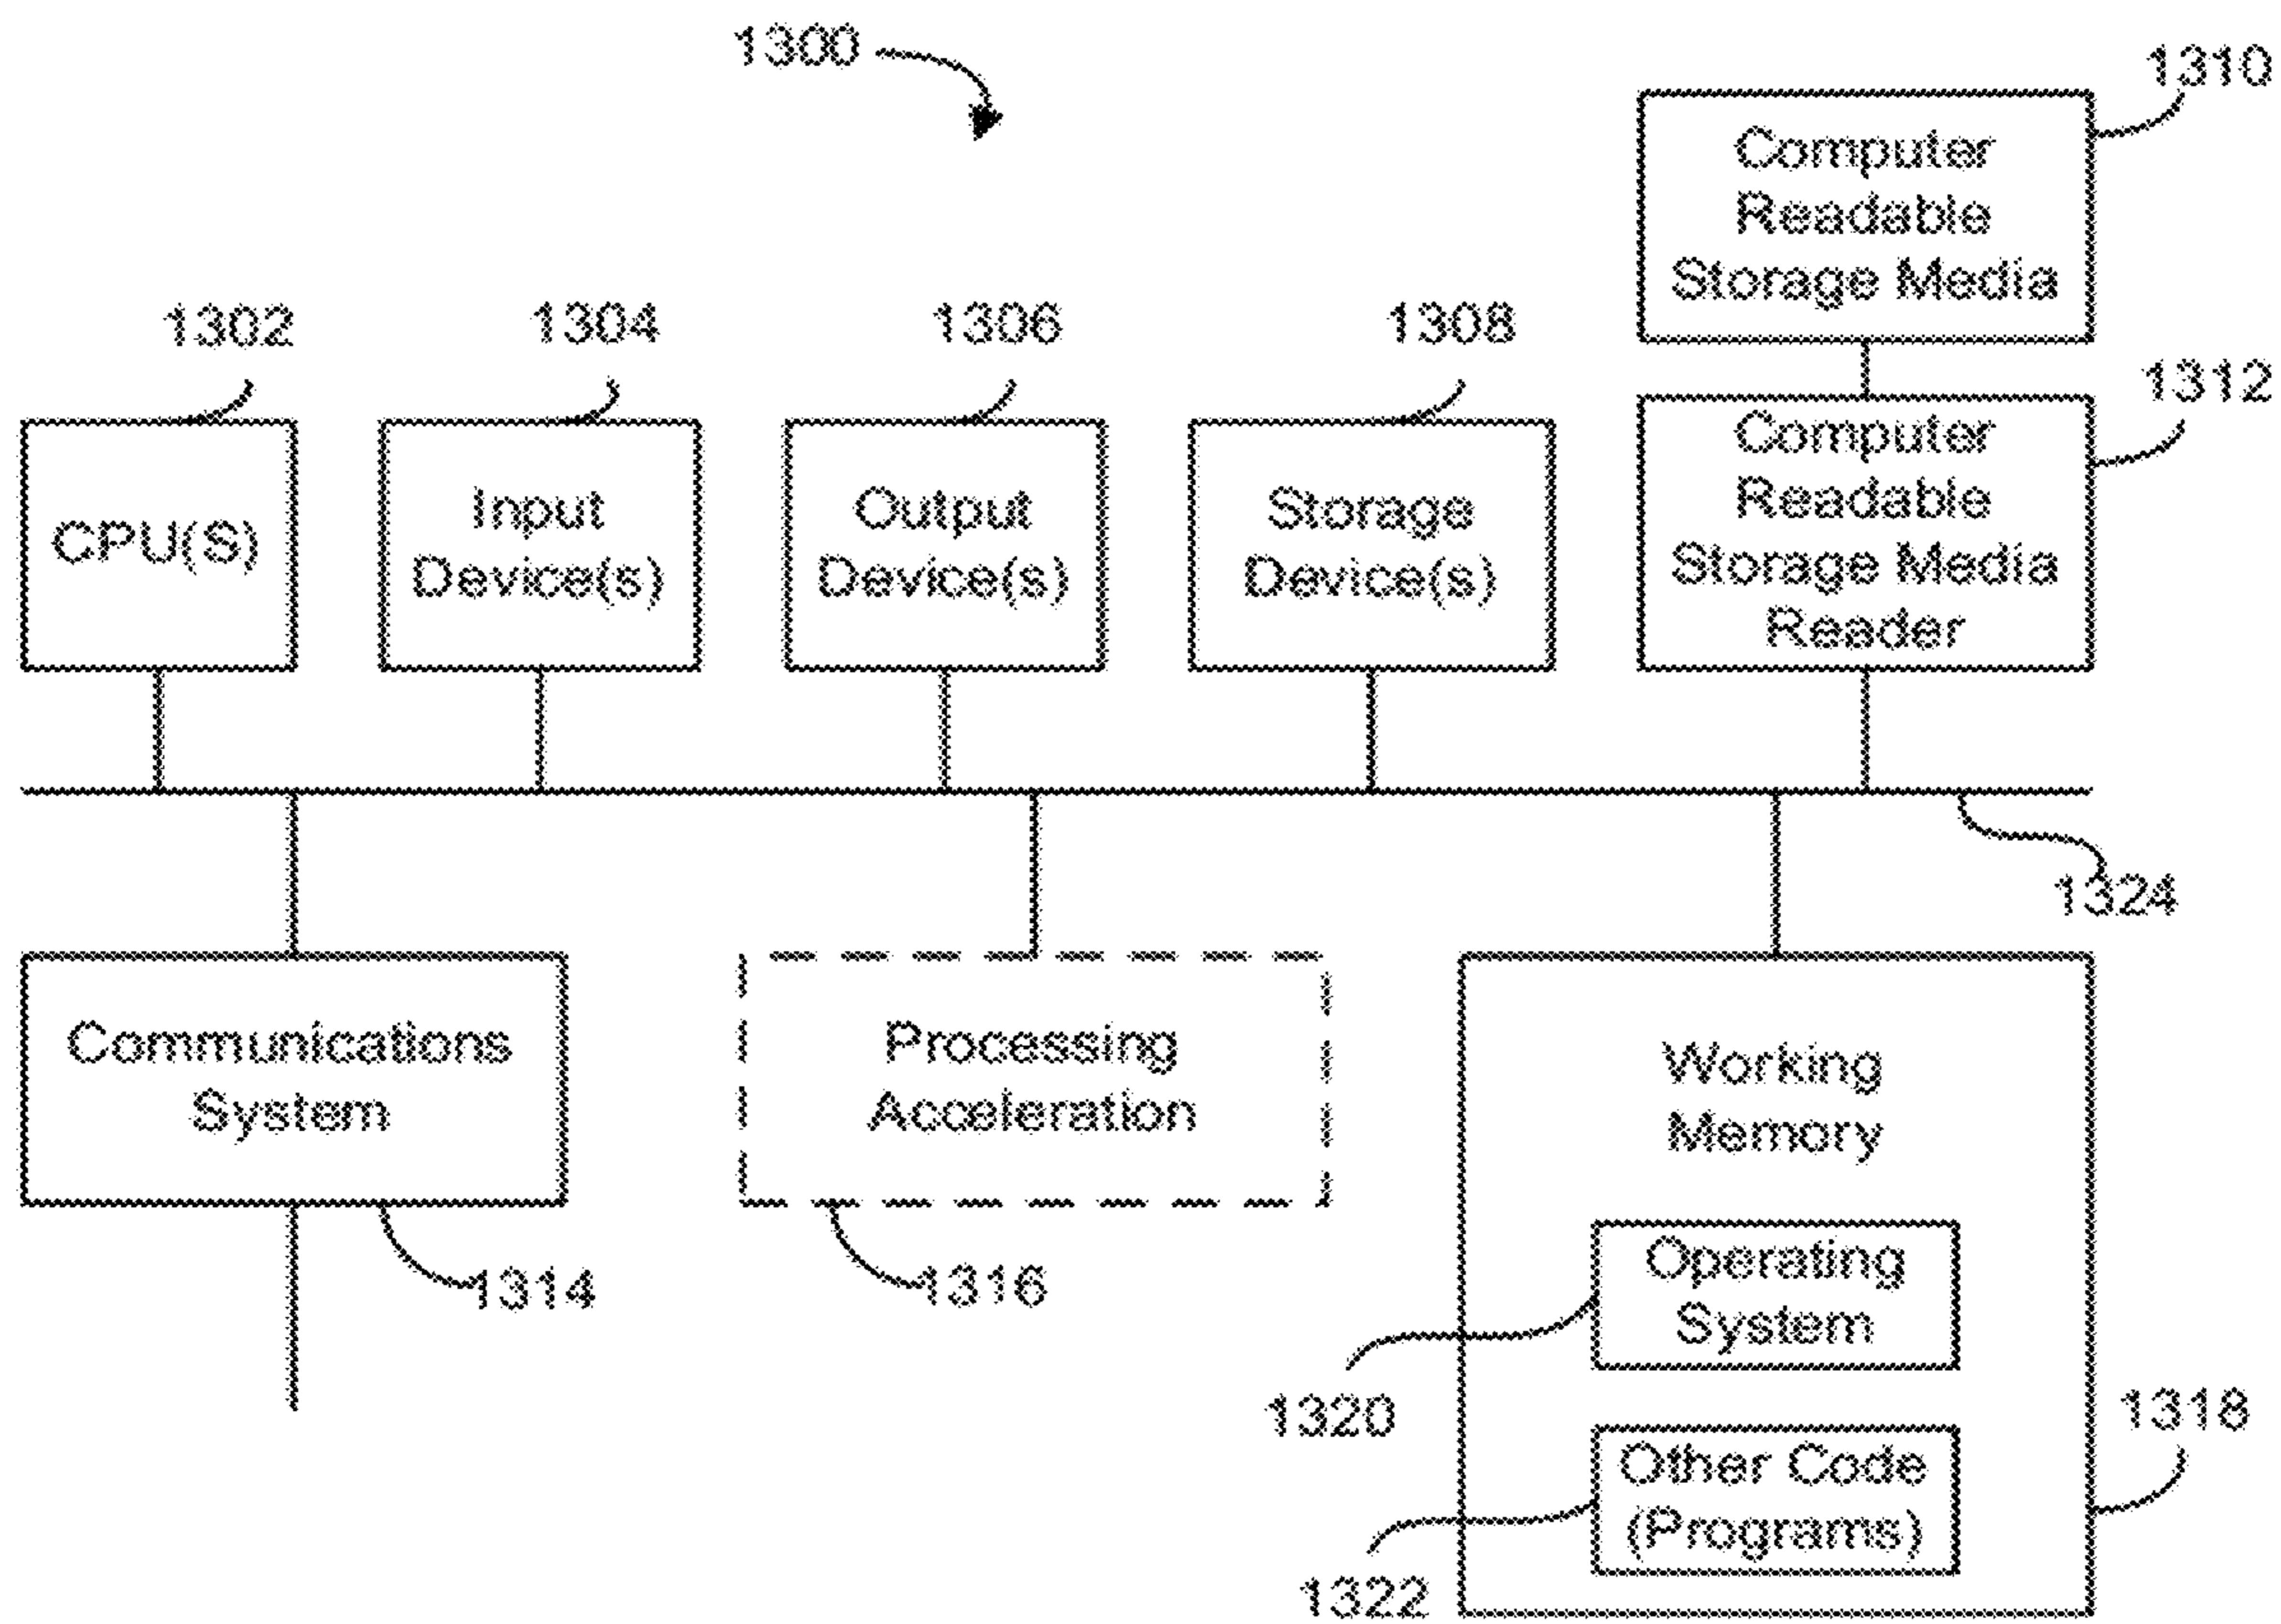 1300
1310
Computer
Readable
Storage Media
1302
1304
1306
1308
1312
CPU(S)
Input
Device(s)
Output
Device(s)
Storage
Device(s)
Computer
Readable
Storage Media
Reader
1324
Communications
System
1314
Processing
Acceleration
1316
Working
Memory
Operating
System
1320
1318
Other Code
(Programs)
1322